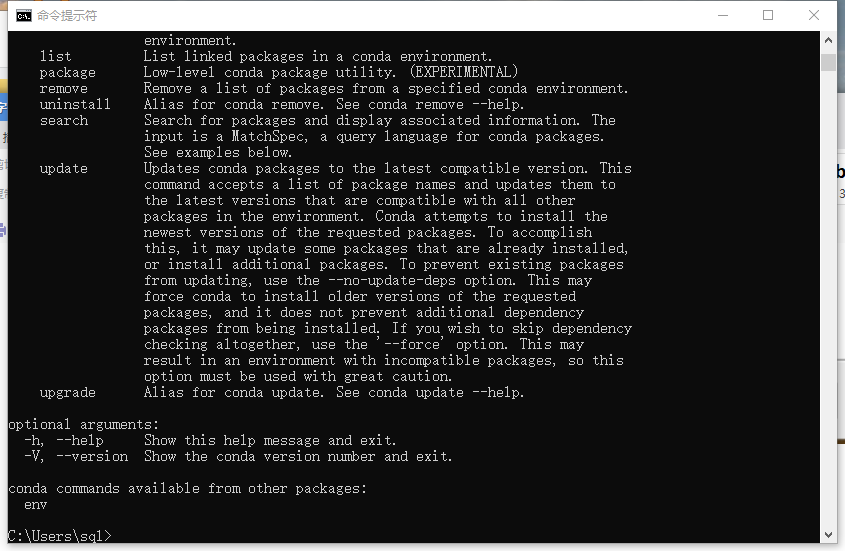 命令提示符
environment.
list List linked packages in a conda environment.
package Low-level conda package utility. (EXPERIMENTAL)
remove Remove a list of packages from a specified conda environment.
uninstall Alias for conda remove. See conda remove --help.
search Search for packages and display associated information. The
input is a MatchSpec, a query language for conda packages.
See examples below.
update Updates conda packages to the latest compatible version. This
command accepts a list of package names and updates them to
the latest versions that are compatible with all other
packages in the environment. Conda attempts to install the
newest versions of the requested packages. To accomplish
this, it may update some packages that are already installed,
or install additional packages. To prevent existing packages
from updating, use the --no-update-deps option. This may
force conda to install older versions of the requested
packages, and it does not prevent additional dependency
packages from being installed. If you wish to skip dependency
checking altogether, use the '--force' option. This may
result in an environment with incompatible packages, so this
option must be used with great caution.
upgrade Alias for conda update. See conda update --help.
optional arguments:
-h, --help Show this help message and exit.
-V, --version Show the conda version number and exit.
conda commands available from other packages:
env
C:\Users\sql>